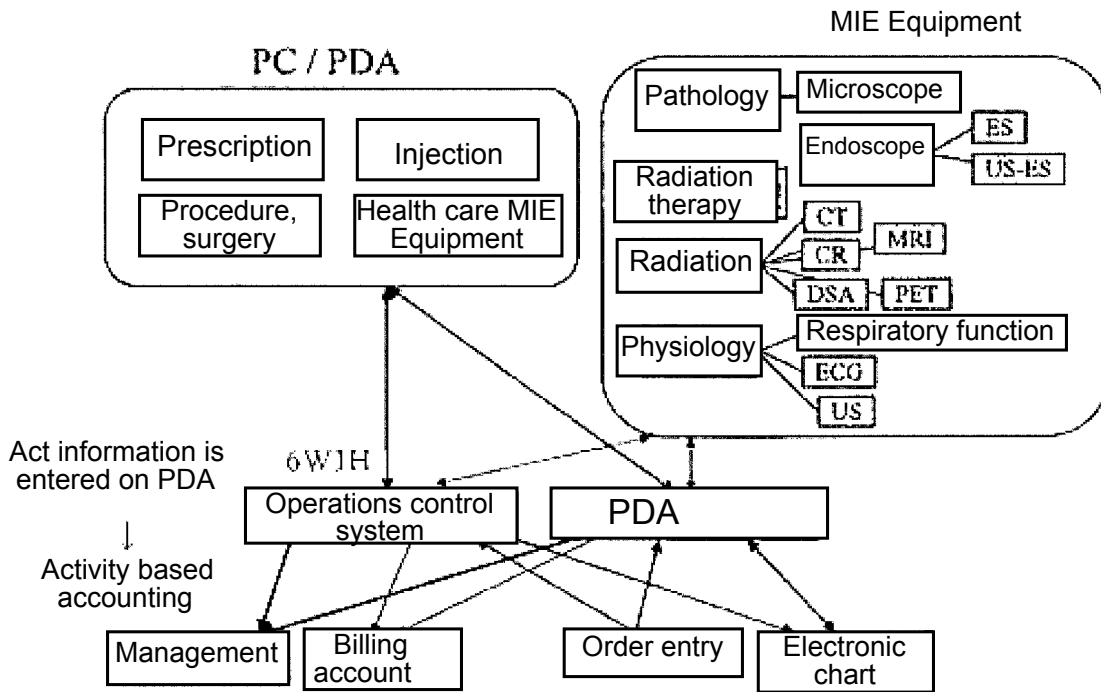 MIE Equipment
PC / PDA
Prescription
Injection
Procedure,
surgery
Health care MIE
Equipment
Pathology
Microscope
Endoscope
ES
US-ES
Radiation
therapy
Radiation
CT
CR
MRI
DSA
PET
Physiology
Respiratory function
ECG
US
Act information is
entered on PDA
↓
Activity based
accounting
6W1H
Operations control
system
PDA
Management
Billing
account
Order entry
Electronic
chart